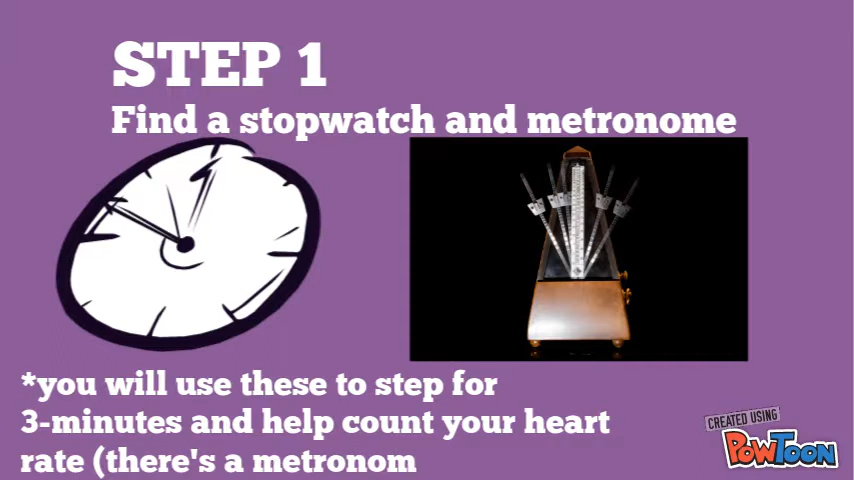 STEP 1
Find a stopwatch and metronome
*you will use these to step for
3-minutes and help count your heart
rate (there's a metronom
CREATED USING
POWTOON